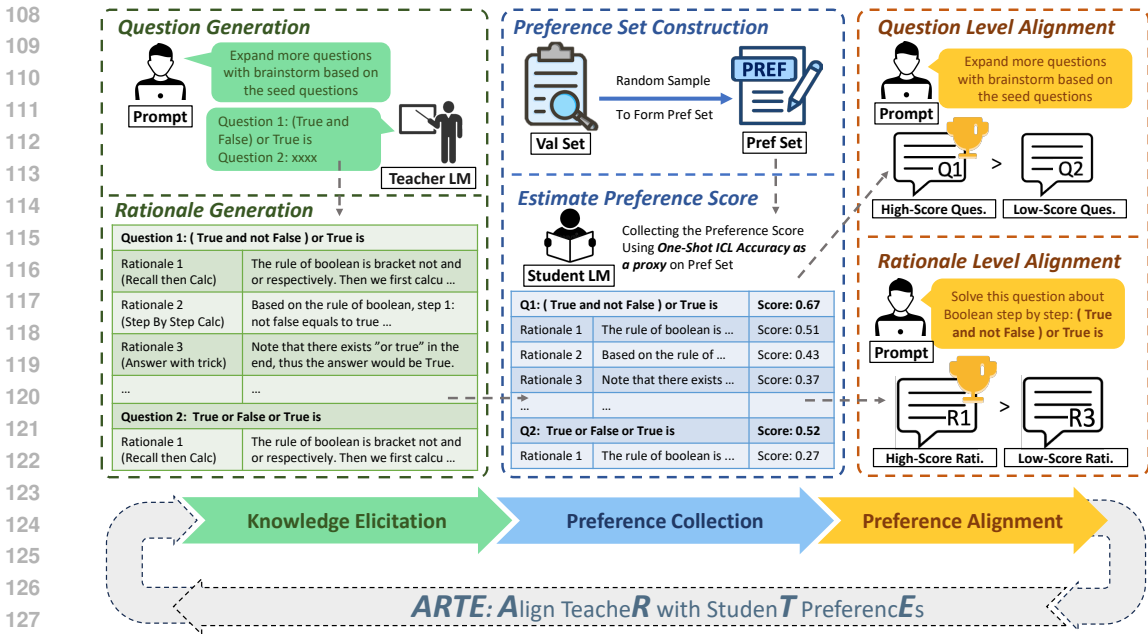 108
109
110
111
112
113
114
115
116
117
118
119
120
121
122
123
124
125
126
127
Question Generation
Expand more questions
with brainstorm based on
the seed questions
Prompt
Question 1: (True and
False) or True is
Question 2: xxxx
Teacher LM
Rationale Generation
Question 1: ( True and not False ) or True is
Rationale 1
(Recall then Calc)
The rule of boolean is bracket not and
or respectively. Then we first calcu ...
Rationale 2
(Step By Step Calc)
Based on the rule of boolean, step 1:
not false equals to true ...
Rationale 3
(Answer with trick)
Note that there exists ”or true” in the
end, thus the answer would be True.
...
...
Question 2:  True or False or True is
Rationale 1
(Recall then Calc)
The rule of boolean is bracket not and
or respectively. Then we first calcu ...
Preference Set Construction
Random Sample
To Form Pref Set
PREF
Val Set
Pref Set
Estimate Preference Score
Student LM
Collecting the Preference Score
Using One-Shot ICL Accuracy as
a proxy on Pref Set
Q1: ( True and not False ) or True is Score: 0.67
Rationale 1 The rule of boolean is ... Score: 0.51
Rationale 2 Based on the rule of ... Score: 0.43
Rationale 3 Note that there exists ... Score: 0.37
... ...
Q2:  True or False or True is Score: 0.52
Rationale 1 The rule of boolean is ... Score: 0.27
Question Level Alignment
Expand more questions
with brainstorm based on
the seed questions
Prompt
Q1 > Q2
High-Score Ques. Low-Score Ques.
Rationale Level Alignment
Solve this question about
Boolean step by step: ( True
and not False ) or True is
Prompt
R1 > R3
High-Score Rati. Low-Score Rati.
Knowledge Elicitation
Preference Collection
Preference Alignment
ARTE: Align TeacheR with StudenT PreferencEs